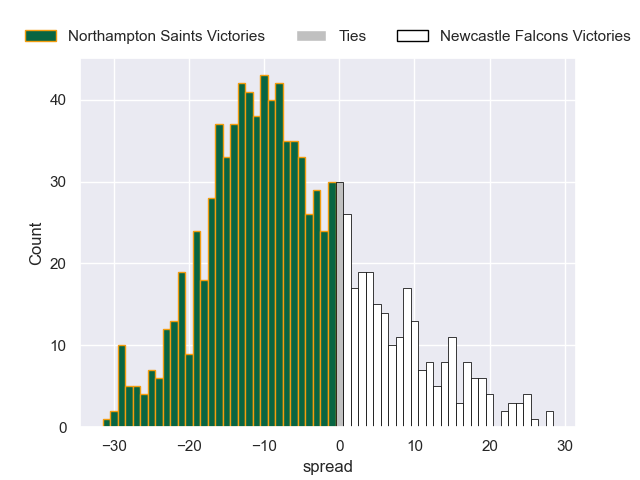 Northampton Saints Victories Ties Newcastle Falcons Victories
40
30
20
10
0
Count
−30 −20 −10 0 10 20 30
spread